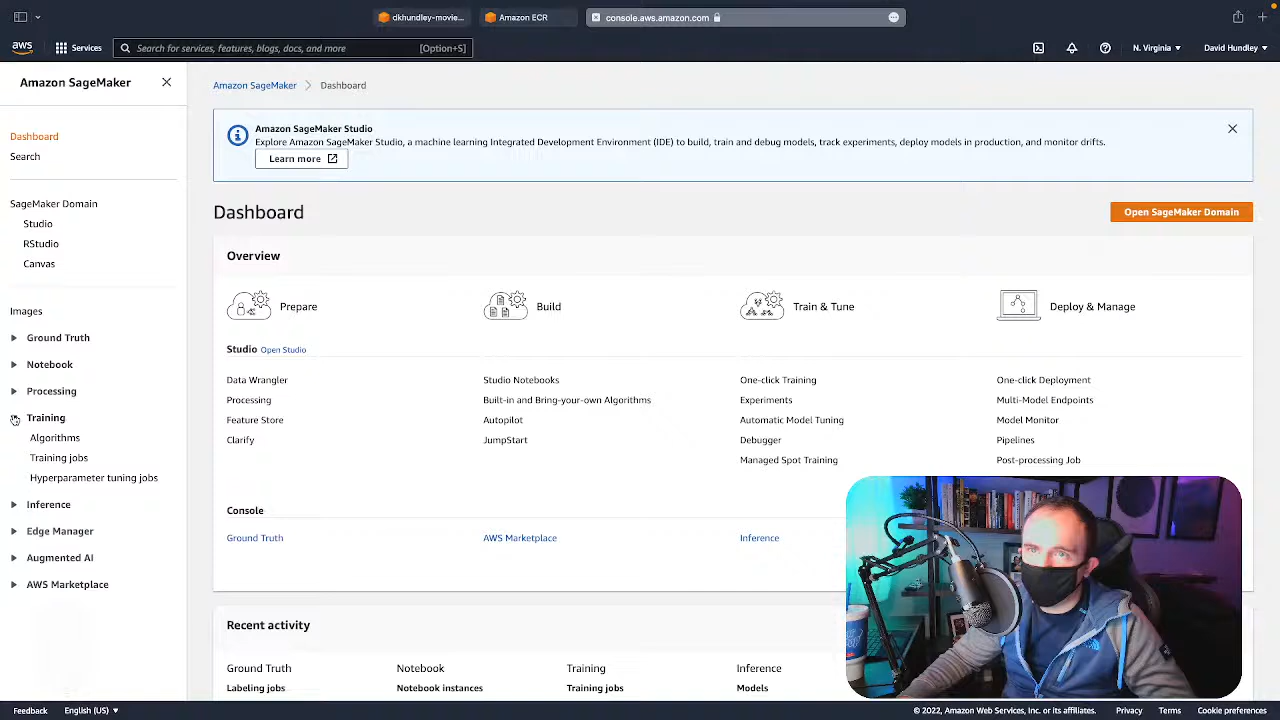 dkhundley-movie...
Amazon ECR
console.aws.amazon.com
aws
Services
Search for services, features, blogs, docs, and more
[Option+S]
N. Virginia
David Hundley
Amazon SageMaker
Dashboard
Search
SageMaker Domain
Studio
RStudio
Canvas
Images
Ground Truth
Notebook
Processing
Training
Algorithms
Training jobs
Hyperparameter tuning jobs
Inference
Edge Manager
Augmented AI
AWS Marketplace
Amazon SageMaker
Dashboard
Amazon SageMaker Studio
Explore Amazon SageMaker Studio, a machine learning Integrated Development Environment (IDE) to build, train and debug models, track experiments, deploy models in production, and monitor drifts.
Learn more
Dashboard
Open SageMaker Domain
Overview
Prepare
Build
Train & Tune
Deploy & Manage
Studio Open Studio
Data Wrangler
Studio Notebooks
One-click Training
One-click Deployment
Processing
Built-in and Bring-your-own Algorithms
Experiments
Multi-Model Endpoints
Feature Store
Autopilot
Automatic Model Tuning
Model Monitor
Clarify
JumpStart
Debugger
Pipelines
Managed Spot Training
Post-processing Job
Console
Ground Truth
AWS Marketplace
Inference
Recent activity
Ground Truth
Notebook
Training
Inference
Labeling jobs
Notebook instances
Training jobs
Models
Feedback
English (US)
© 2022, Amazon Web Services, Inc. or its affiliates.
Privacy
Terms
Cookie preferences